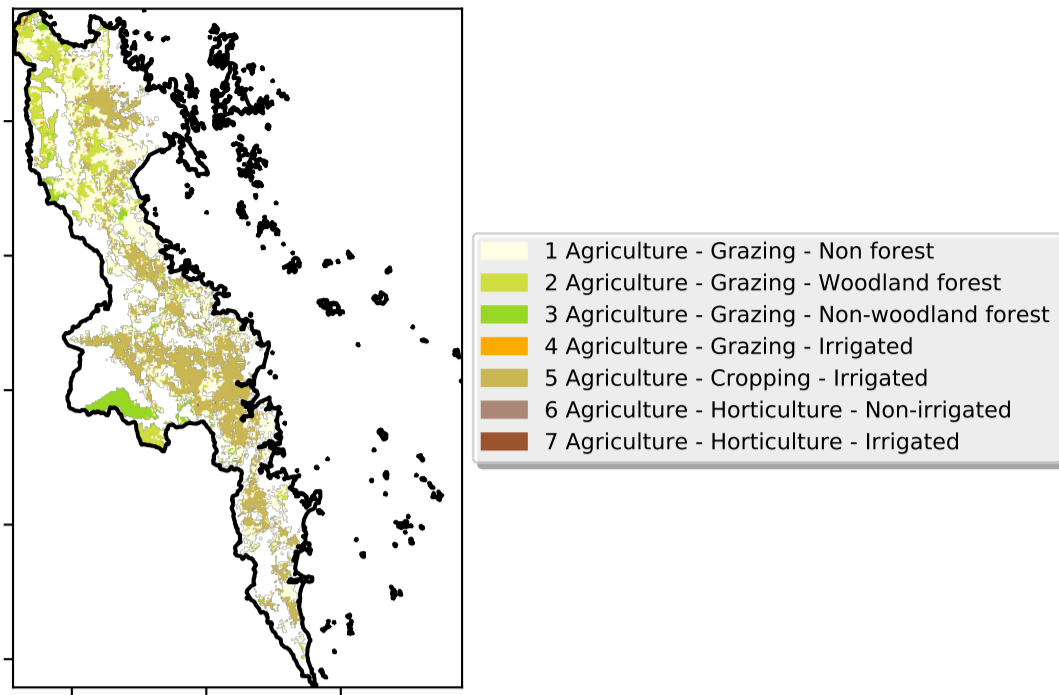 1 Agriculture - Grazing - Non forest
2 Agriculture - Grazing - Woodland forest
3 Agriculture - Grazing - Non-woodland forest
4 Agriculture - Grazing - Irrigated
5 Agriculture - Cropping - Irrigated
6 Agriculture - Horticulture - Non-irrigated
7 Agriculture - Horticulture - Irrigated